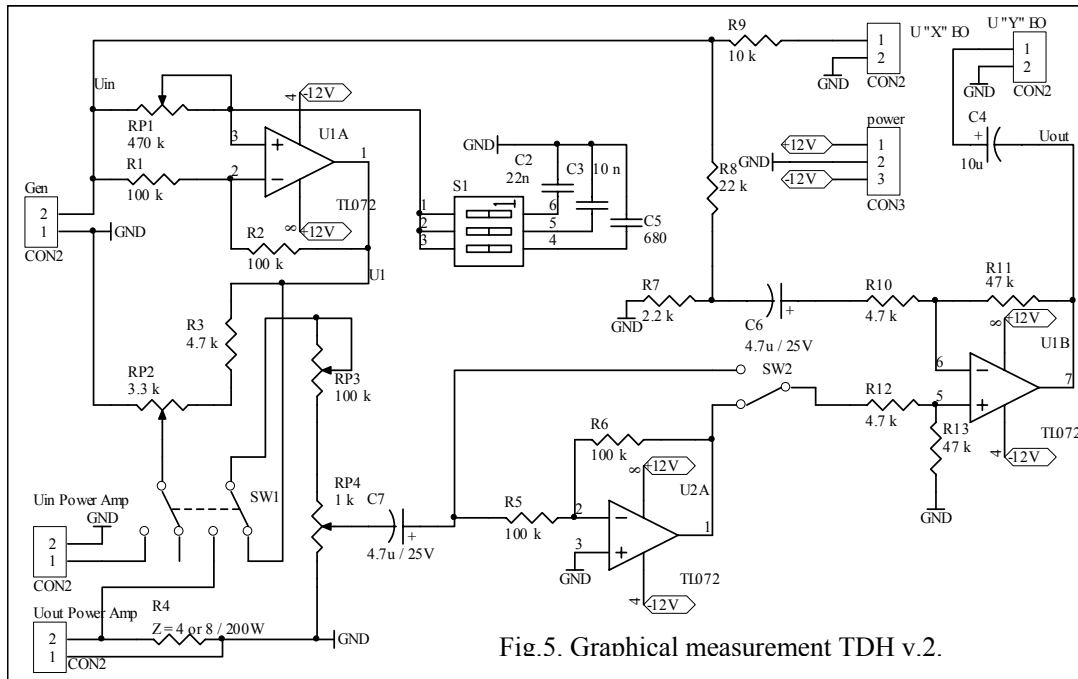 R9
10 k
1
2
CON2
GND
U "X" EO
U "Y" EO
1
2
CON2
GND
C4
+
10u
Uout
Uin
RP1
470 k
4
-12V
U1A
3
+
2
-
1
8
+12V
TL072
R1
100 k
R2
100 k
U1
Gen
2
1
CON2
GND
GND
C2
22n
C3
10 n
C5
680
S1
1
1
2
3
6
5
4
R8
22 k
power
+12V
GND
-12V
1
2
3
CON3
R7
2.2 k
GND
C6
+
4.7u / 25V
R10
4.7 k
R11
47 k
8
+12V
U1B
6
-
5
+
7
TL072
4
-12V
R12
4.7 k
R13
47 k
GND
SW2
R3
4.7 k
RP2
3.3 k
RP3
100 k
RP4
1 k
C7
+
4.7u / 25V
R5
100 k
R6
100 k
8
+12V
U2A
2
-
3
+
1
GND
TL072
4
-12V
SW1
Uin Power Amp
GND
2
1
CON2
Uout Power Amp
2
1
CON2
R4
Z=4 or 8 / 200W
GND
Fig.5. Graphical measurement TDH v.2.